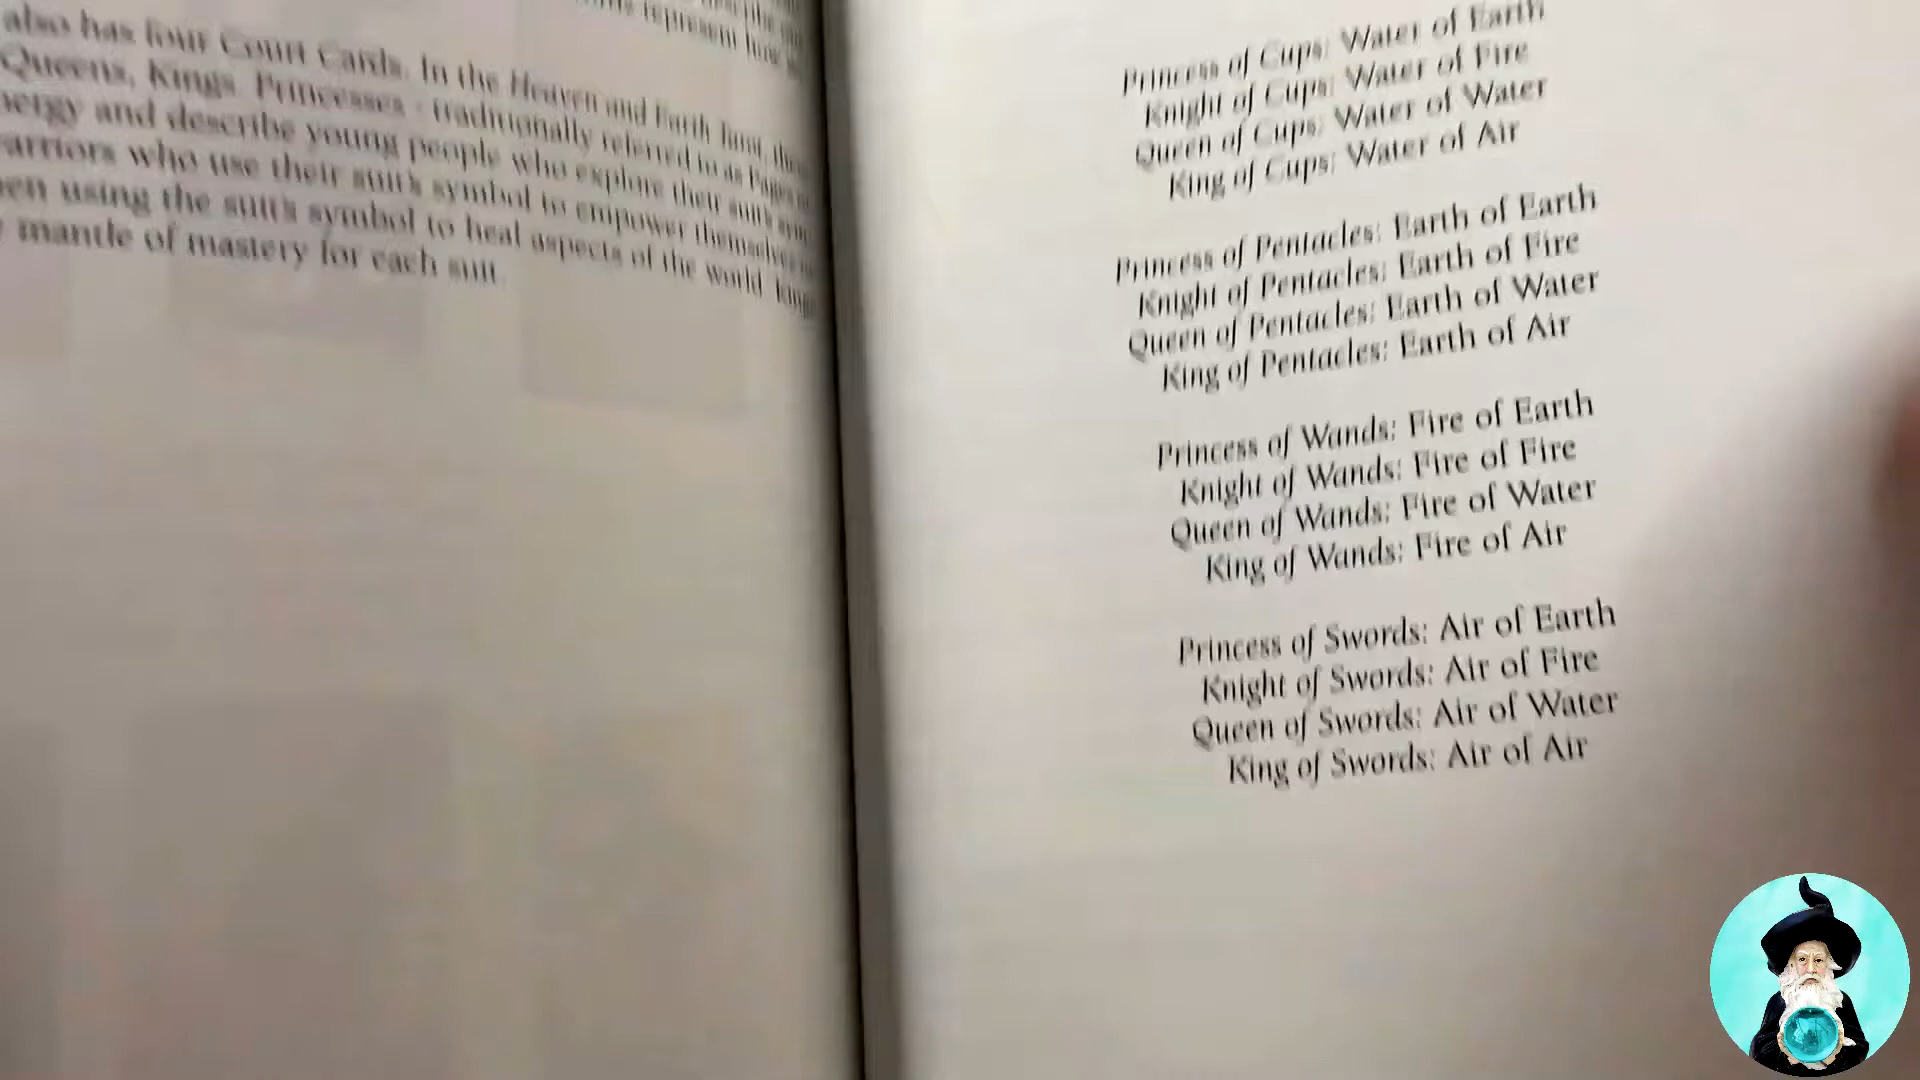 represent how
also has four Court Cards. In the Heaven and Earth Tarot, these
Queens, Kings. Princesses - traditionally referred to as Pages
energy and describe young people who explore their suit's
warriors who use their suit's symbol to empower themselves
using the suit's symbol to heal aspects of the world. Kings
mantle of mastery for each suit.
Princess of Cups: Water of Earth
Knight of Cups: Water of Fire
Queen of Cups: Water of Water
King of Cups: Water of Air
Princess of Pentacles: Earth of Earth
Knight of Pentacles: Earth of Fire
Queen of Pentacles: Earth of Water
King of Pentacles: Earth of Air
Princess of Wands: Fire of Earth
Knight of Wands: Fire of Fire
Queen of Wands: Fire of Water
King of Wands: Fire of Air
Princess of Swords: Air of Earth
Knight of Swords: Air of Fire
Queen of Swords: Air of Water
King of Swords: Air of Air